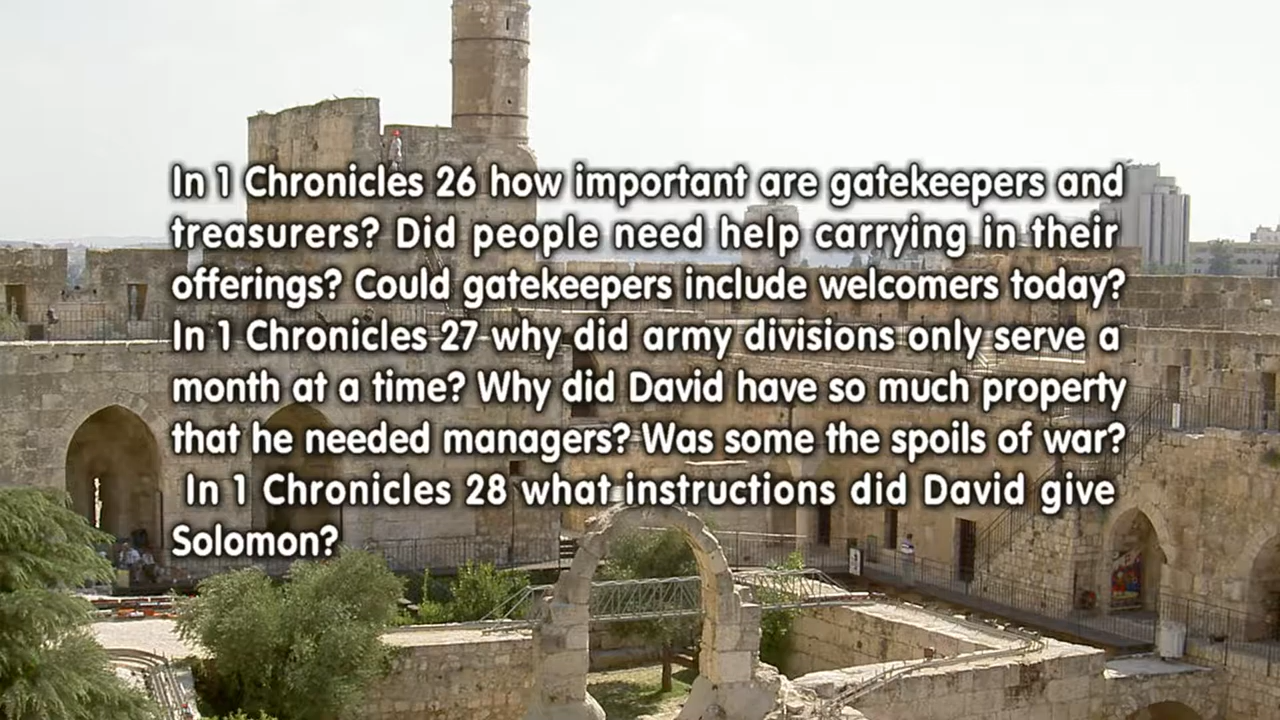 In 1 Chronicles 26 how important are gatekeepers and
treasurers? Did people need help carrying in their
offerings? Could gatekeepers include welcomers today?
In 1 Chronicles 27 why did army divisions only serve a
month at a time? Why did David have so much property
that he needed managers? Was some the spoils of war?
In 1 Chronicles 28 what instructions did David give
Solomon?